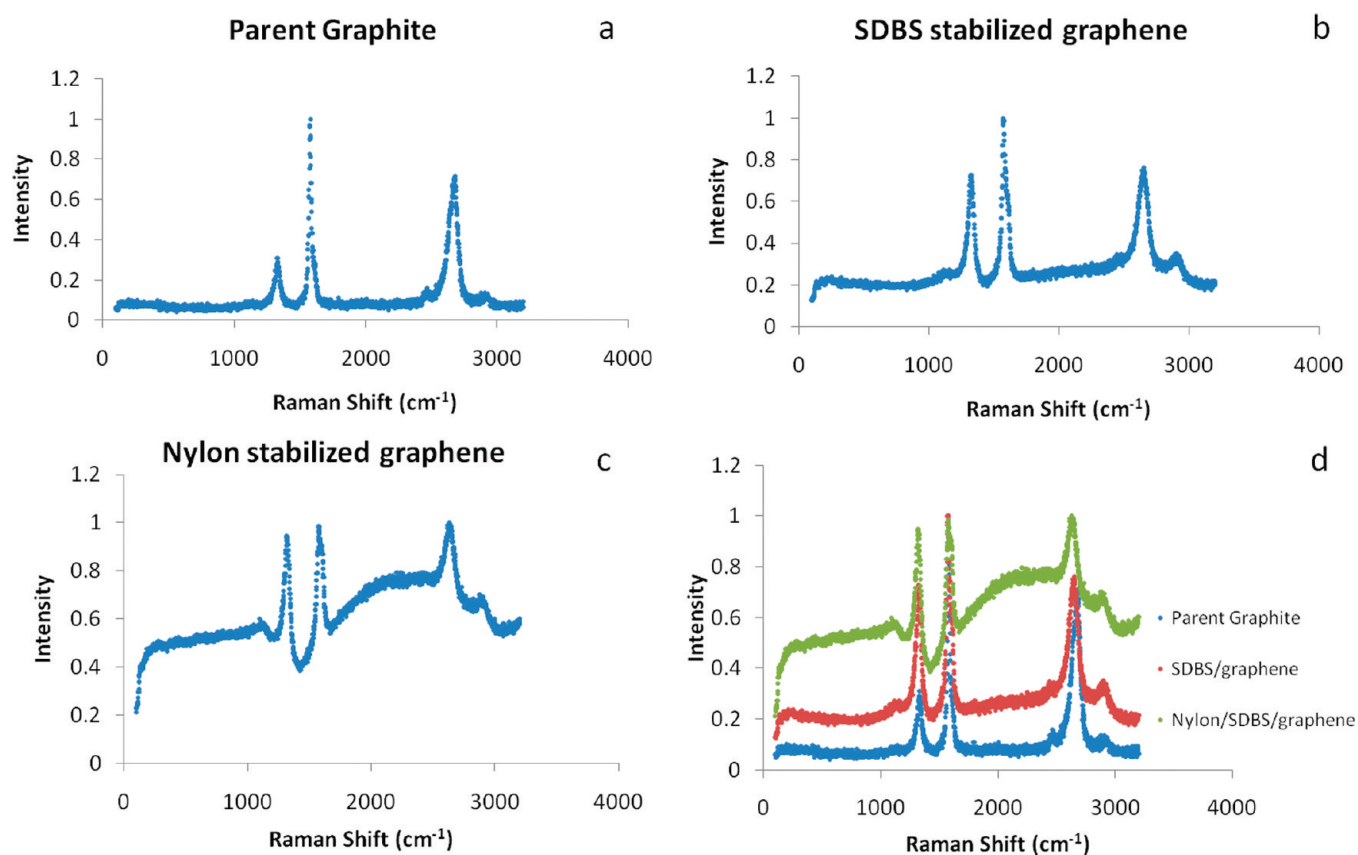 Parent Graphite
a
1.2
1
0.8
0.6
0.4
0.2
0
Intensity
0 1000 2000 3000 4000
Raman Shift (cm-1)
SDBS stabilized graphene
b
1.2
1
0.8
0.6
0.4
0.2
0
Intensity
0 1000 2000 3000 4000
Raman Shift (cm-1)
Nylon stabilized graphene
c
1.2
1
0.8
0.6
0.4
0.2
0
Intensity
0 1000 2000 3000 4000
Raman Shift (cm-1)
d
1.2
1
0.8
0.6
0.4
0.2
0
Intensity
0 1000 2000 3000 4000
Raman Shift (cm-1)
Parent Graphite
SDBS/graphene
Nylon/SDBS/graphene